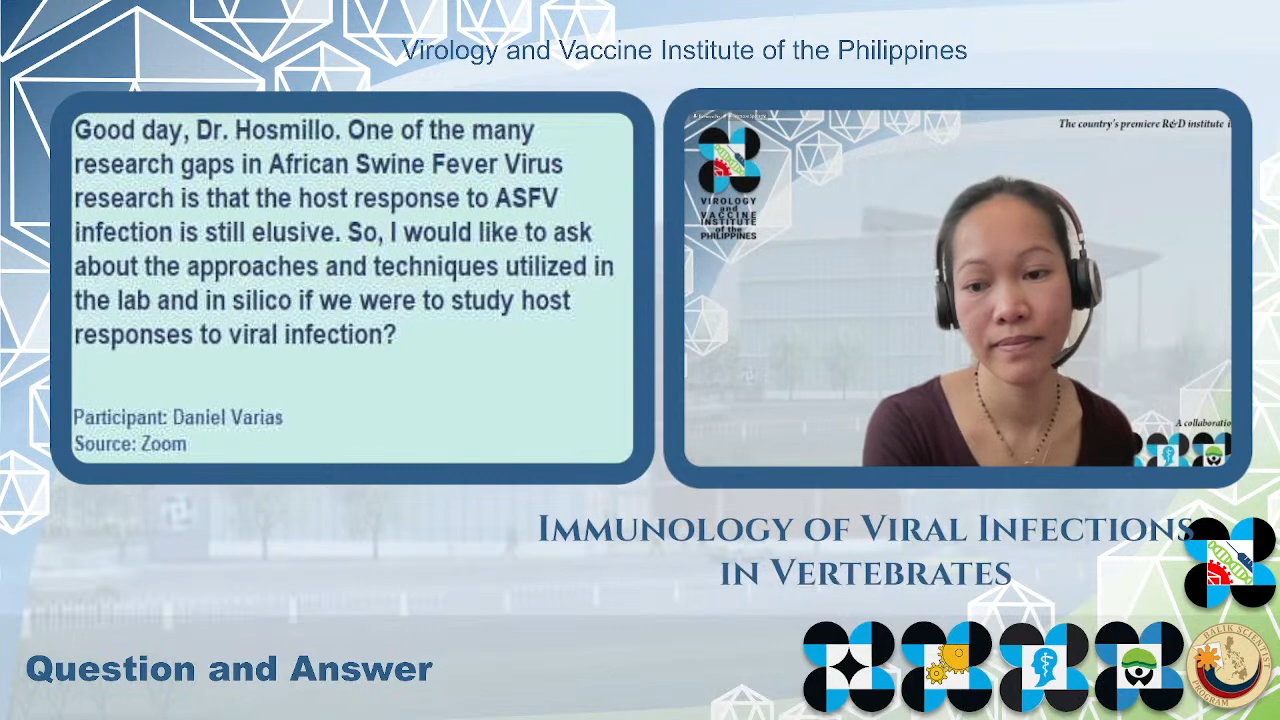 Virology and Vaccine Institute of the Philippines
Good day, Dr. Hosmillo. One of the many
research gaps in African Swine Fever Virus
research is that the host response to ASFV
infection is still elusive. So, I would like to ask
about the approaches and techniques utilized in
the lab and in silico if we were to study host
responses to viral infection?
Participant: Daniel Varias
Source: Zoom
The country's premiere R&D institute i
VIROLOGY
and
VACCINE
INSTITUTE
of the
PHILIPPINES
A collaboratio
IMMUNOLOGY OF VIRAL INFECTIONS
IN VERTEBRATES
Question and Answer
BALIK SCIENTIST
PROGRAM